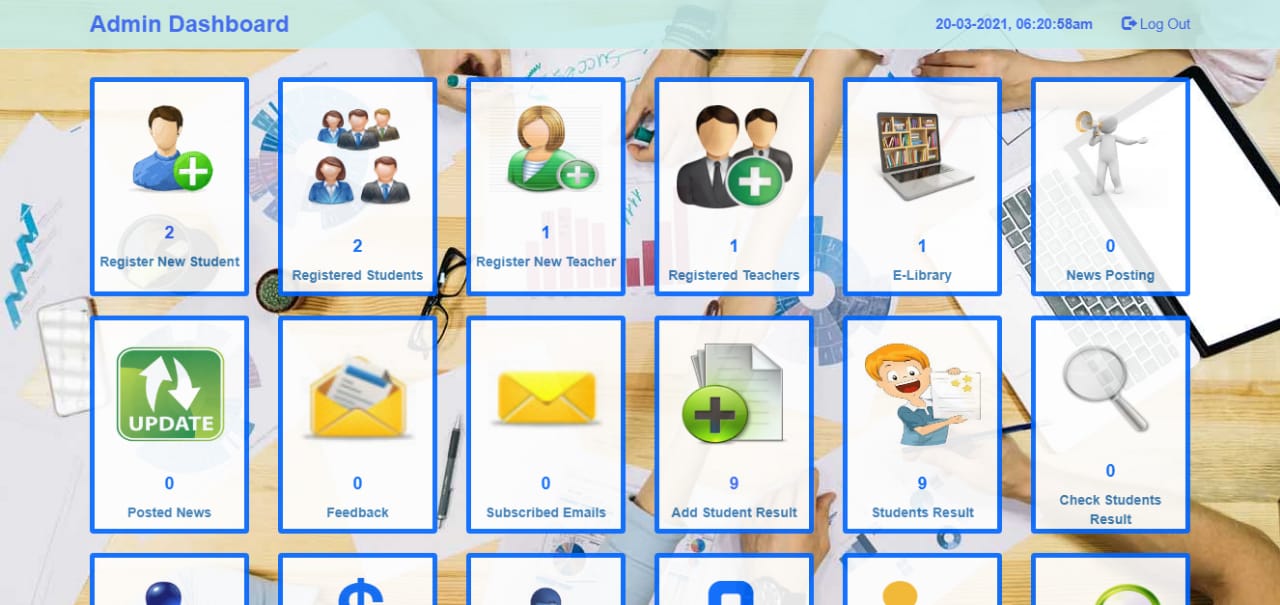 Admin Dashboard
20-03-2021, 06:20:58am
Log Out
Success
2
Register New Student
2
Registered Students
1
Register New Teacher
1
Registered Teachers
1
E-Library
0
News Posting
UPDATE
0
Posted News
0
Feedback
0
Subscribed Emails
9
Add Student Result
9
Students Result
0
Check Students
Result